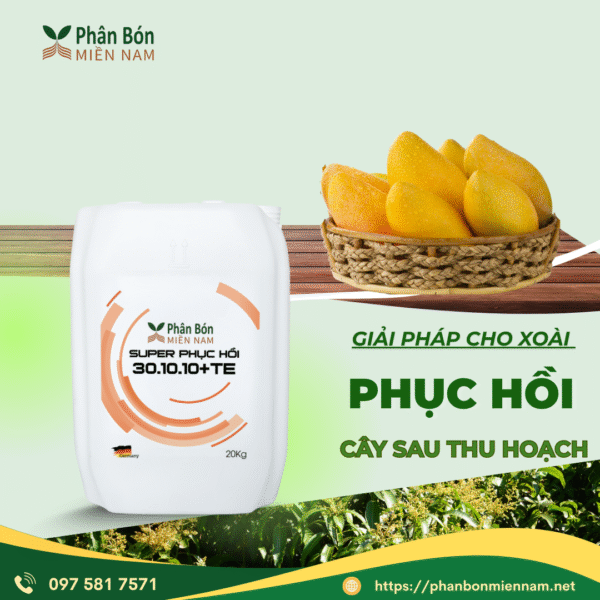 Phân Bón
MIỀN NAM
GIẢI PHÁP CHO XOÀI
PHỤC HỒI
CÂY SAU THU HOẠCH
Phân Bón
MIỀN NAM
SUPER PHỤC HỒI
30.10.10+TE
Germany
20Kg
097 581 7571
https://phanbonmiennam.net